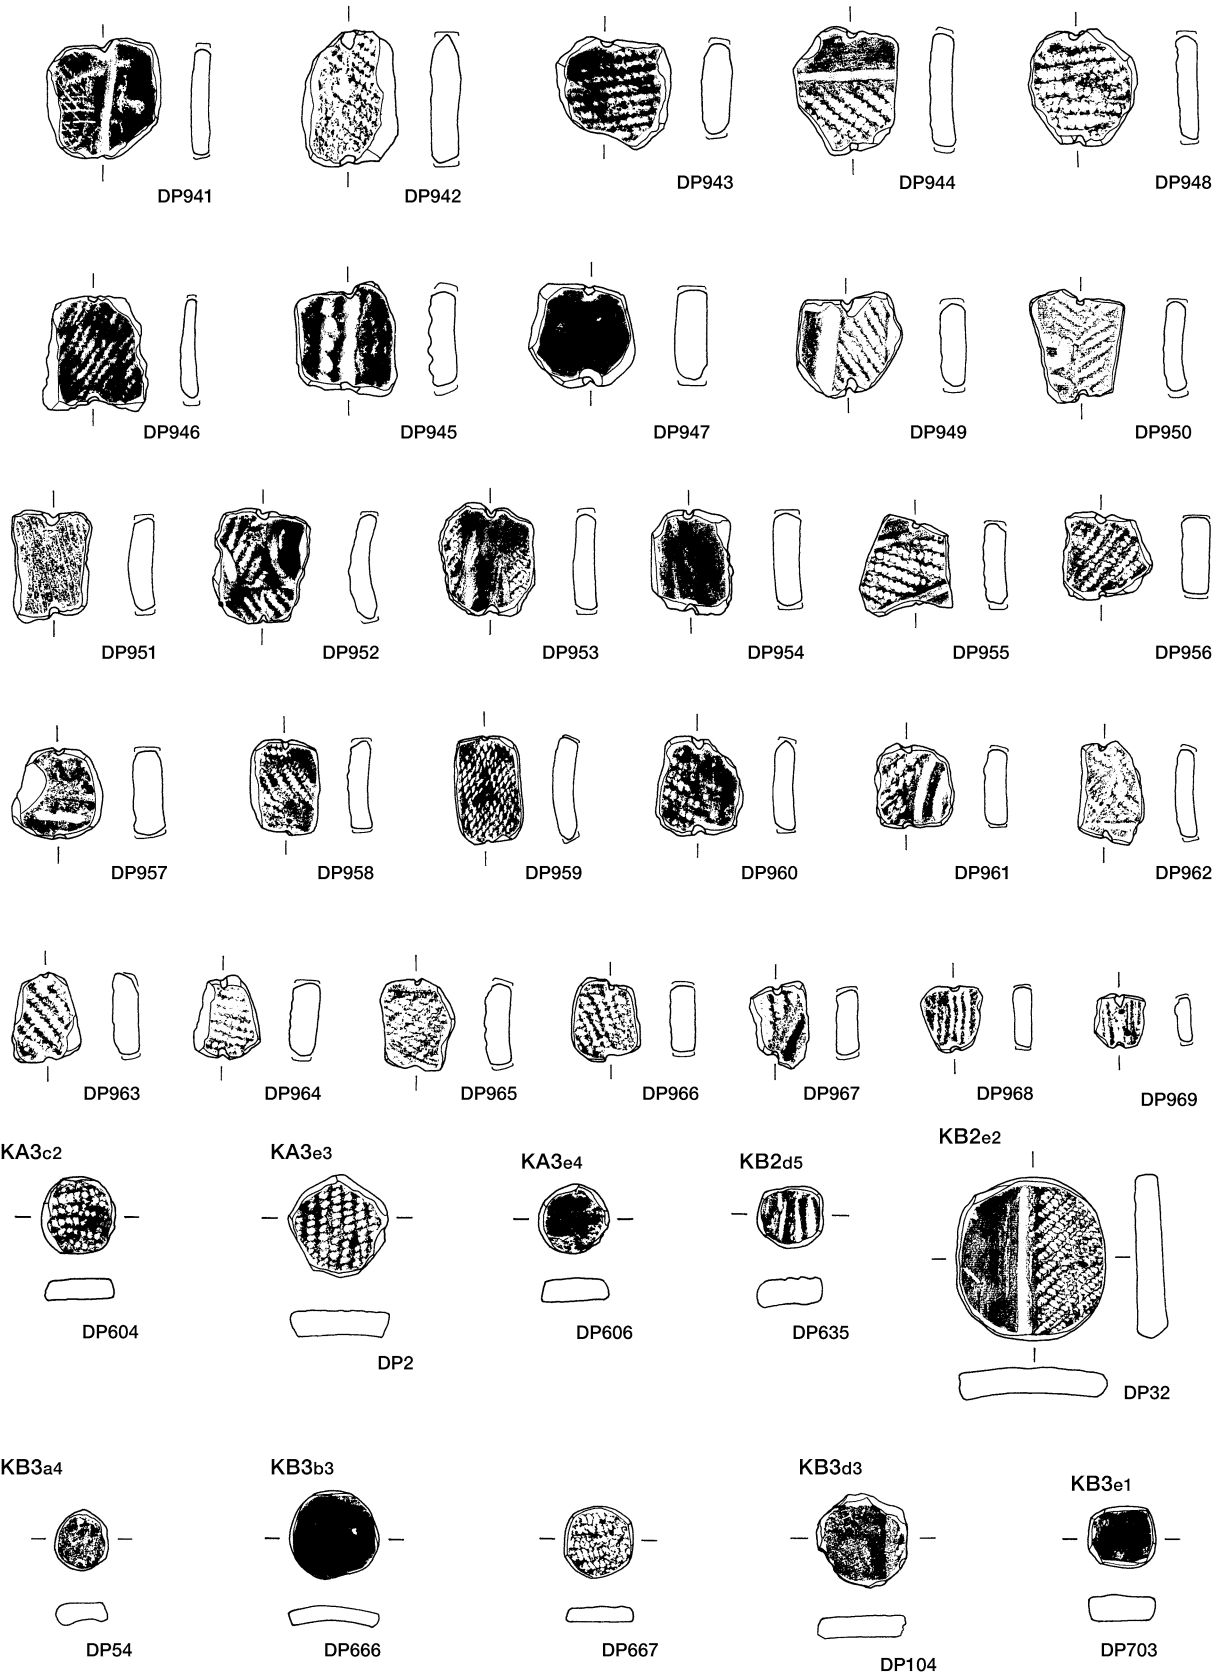 DP941 DP942 DP943 DP944 DP948
DP946 DP945 DP947 DP949 DP950
DP951 DP952 DP953 DP954 DP955 DP956
DP957 DP958 DP959 DP960 DP961 DP962
DP963 DP964 DP965 DP966 DP967 DP968 DP969
KA3c2 KA3e3 KA3e4 KB2d5 KB2e2
DP604 DP2 DP606 DP635 DP32
KB3a4 KB3b3 KB3d3 KB3e1
DP54 DP666 DP667 DP104 DP703